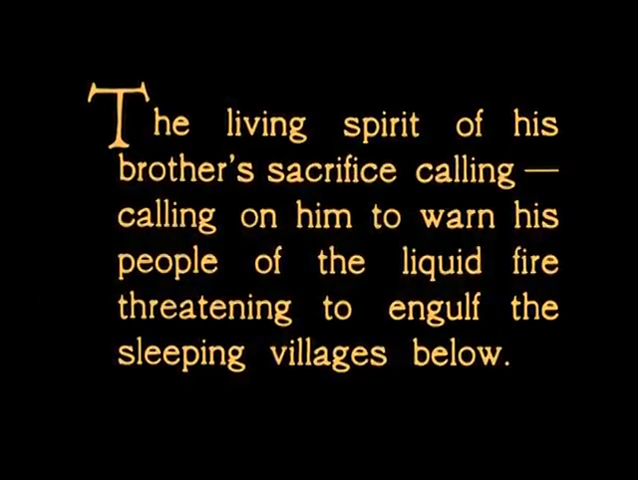 The living spirit of his
brother's sacrifice calling —
calling on him to warn his
people of the liquid fire
threatening to engulf the
sleeping villages below.